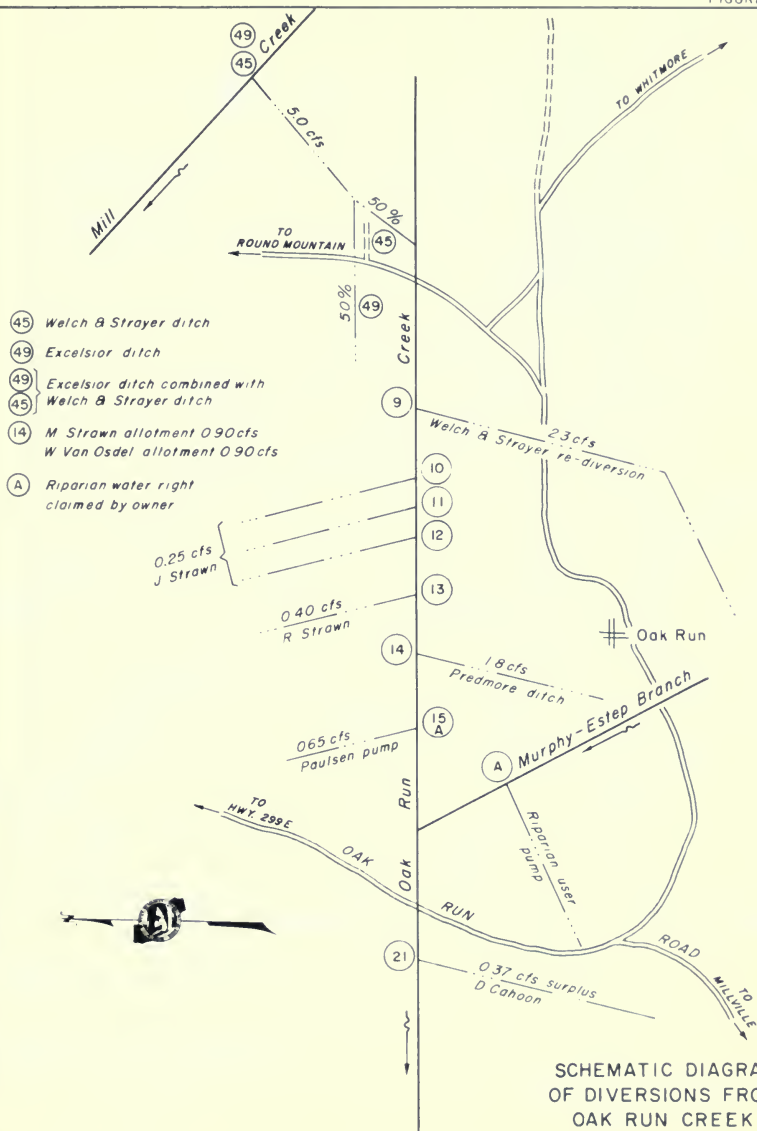 49
45
Creek
5.0 cfs
TO WHITMORE
Mill
50%
TO
ROUND MOUNTAIN
45
50%
49
Creek
45 Welch & Strayer ditch
49 Excelsior ditch
49 Excelsior ditch combined with
45 Welch & Strayer ditch
14 M Strawn allotment 0 90 cfs
W Van Osdel allotment 0 90 cfs
A Riparian water right
claimed by owner
9
2 3 cfs
Welch & Strayer re-diversion
10
11
12
0.25 cfs
J Strawn
13
0 40 cfs
R Strawn
Oak Run
14
1 8 cfs
Predmore ditch
15
A
0 65 cfs
Paulsen pump
Murphy-Estep Branch
A
Run
Riparian user
pump
TO
HWY. 299E
OAK
RUN
ROAD
Oak
TO
MILLVILLE
21
0 37 cfs surplus
D Cahoon
SCHEMATIC DIAGRA
OF DIVERSIONS FRO
OAK RUN CREEK